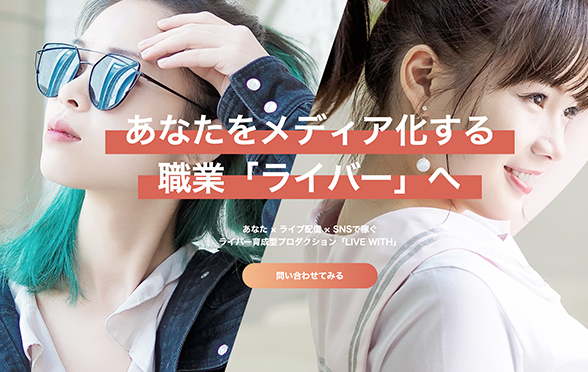 あなたをメディア化する
職業「ライバー」へ
あなた × ライブ配信 × SNSで稼ぐ
ライバー育成型プロダクション「LIVE WITH」
問い合わせてみる